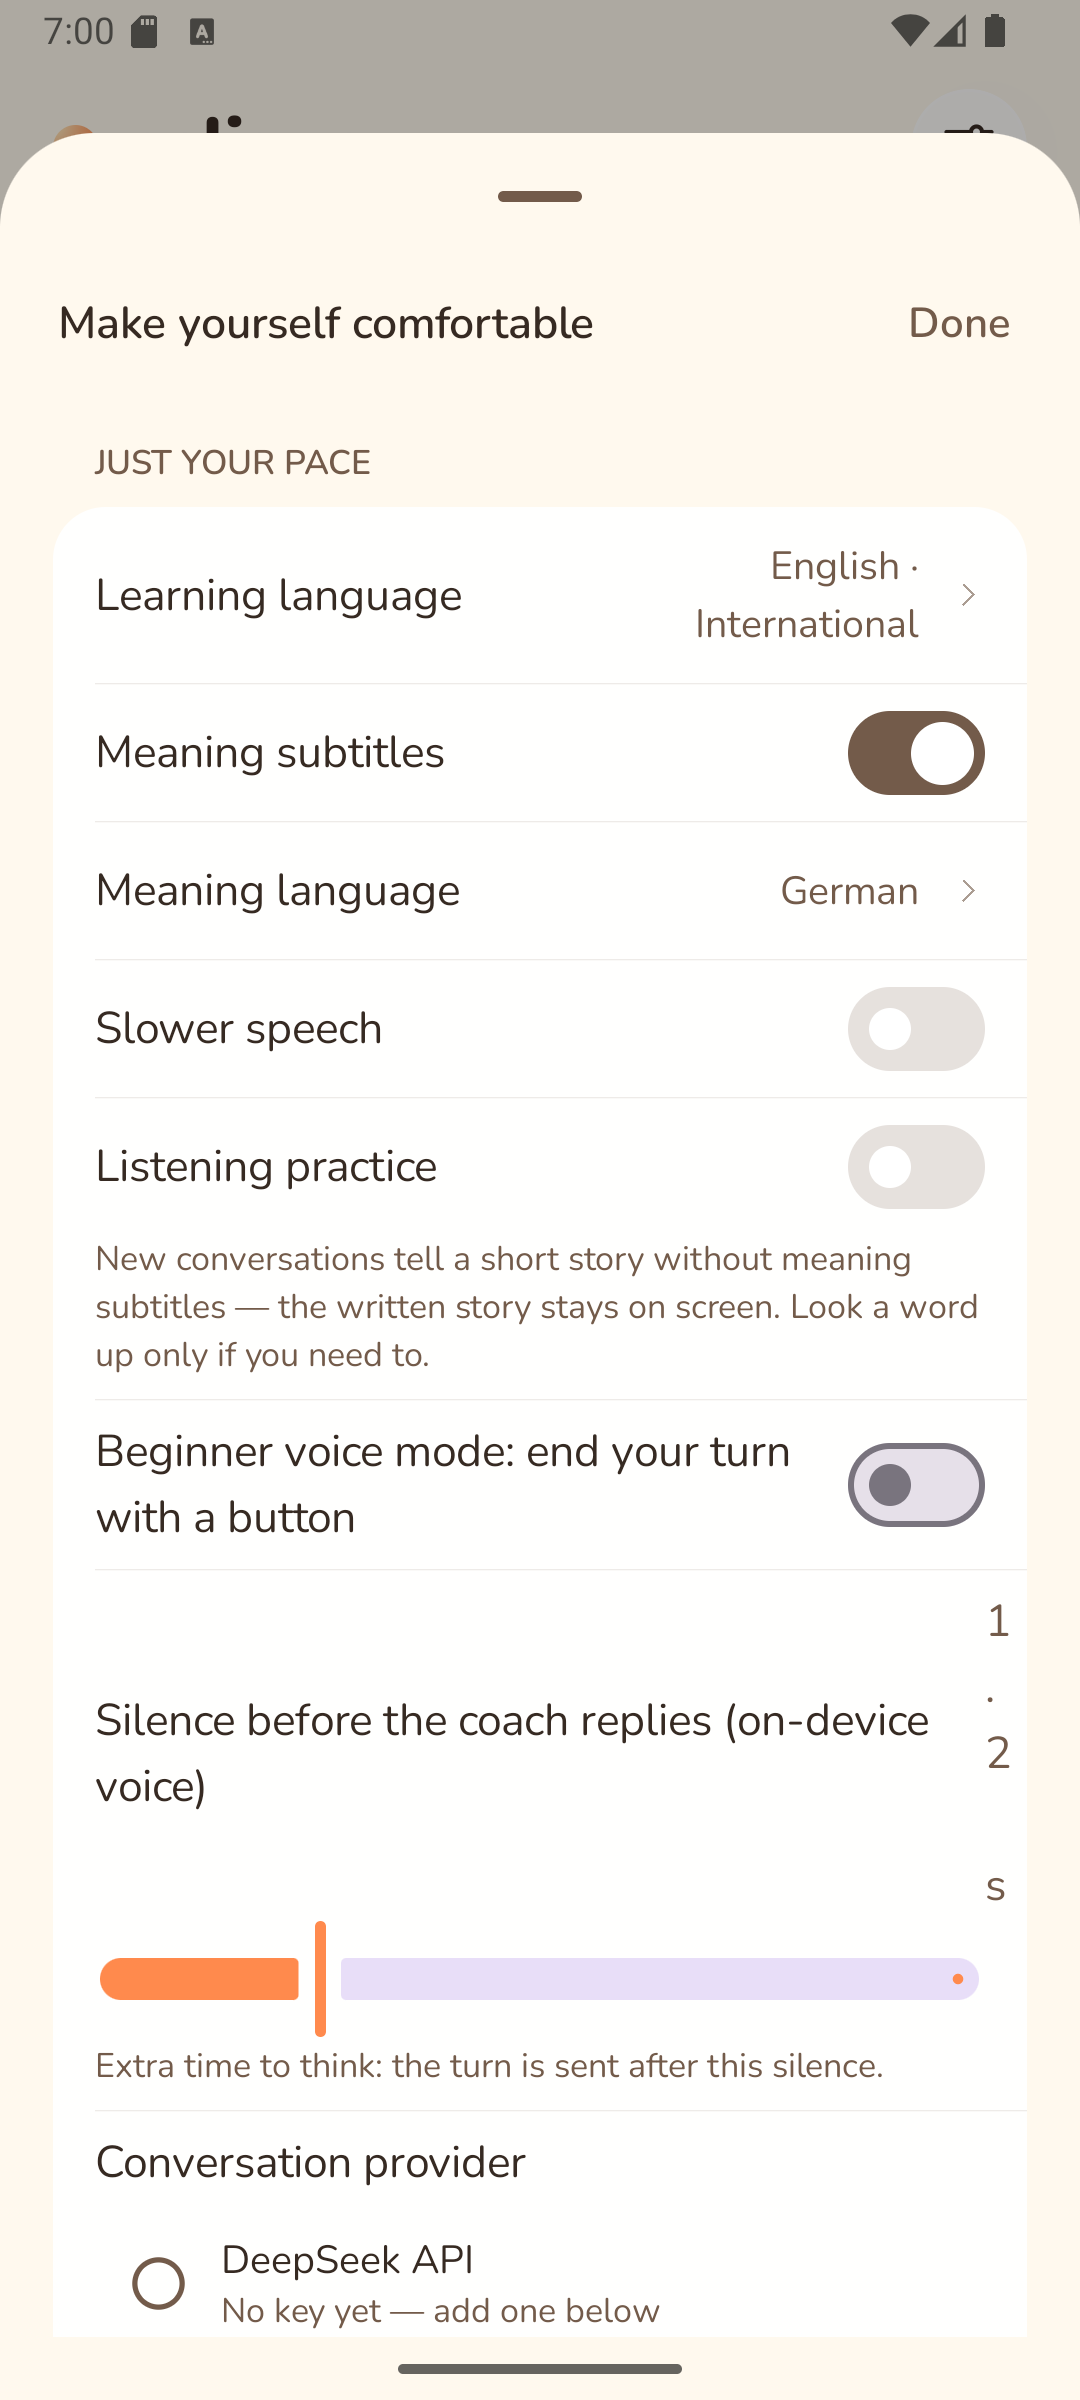 7:00
Make yourself comfortable
Done
JUST YOUR PACE
Learning language
English ·
International
Meaning subtitles
Meaning language
German
Slower speech
Listening practice
New conversations tell a short story without meaning
subtitles — the written story stays on screen. Look a word
up only if you need to.
Beginner voice mode: end your turn
with a button
Silence before the coach replies (on-device
voice)
1
.
2
s
Extra time to think: the turn is sent after this silence.
Conversation provider
DeepSeek API
No key yet — add one below